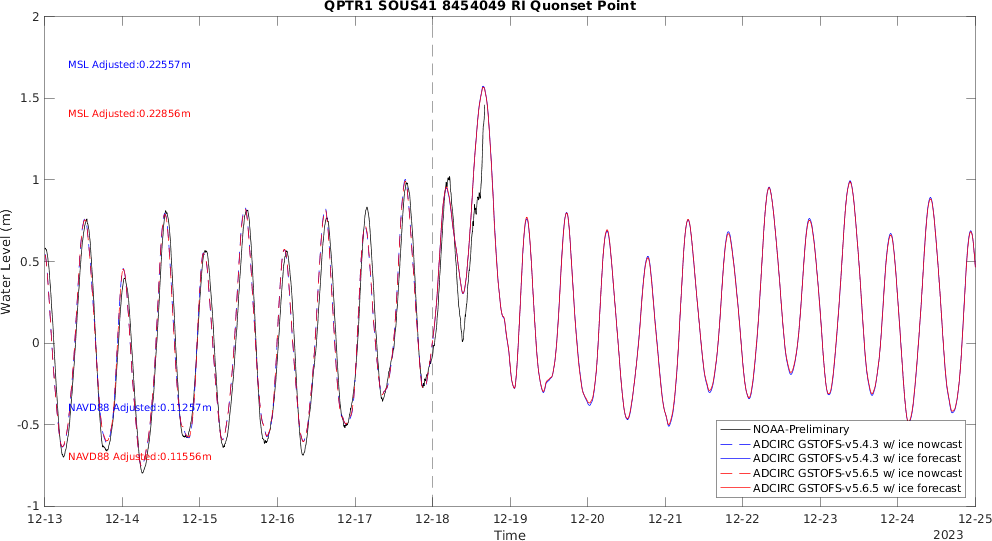 QPTR1 SOUS41 8454049 RI Quonset Point
2
1.5
1
0.5
0
-0.5
-1
Water Level (m)
MSL Adjusted:0.22557m
MSL Adjusted:0.22856m
NAVD88 Adjusted:0.11257m
NAVD88 Adjusted:0.11556m
NOAA-Preliminary
ADCIRC GSTOFS-v5.4.3 w/ ice nowcast
ADCIRC GSTOFS-v5.4.3 w/ ice forecast
ADCIRC GSTOFS-v5.6.5 w/ ice nowcast
ADCIRC GSTOFS-v5.6.5 w/ ice forecast
12-13 12-14 12-15 12-16 12-17 12-18 12-19 12-20 12-21 12-22 12-23 12-24 12-25
Time
2023